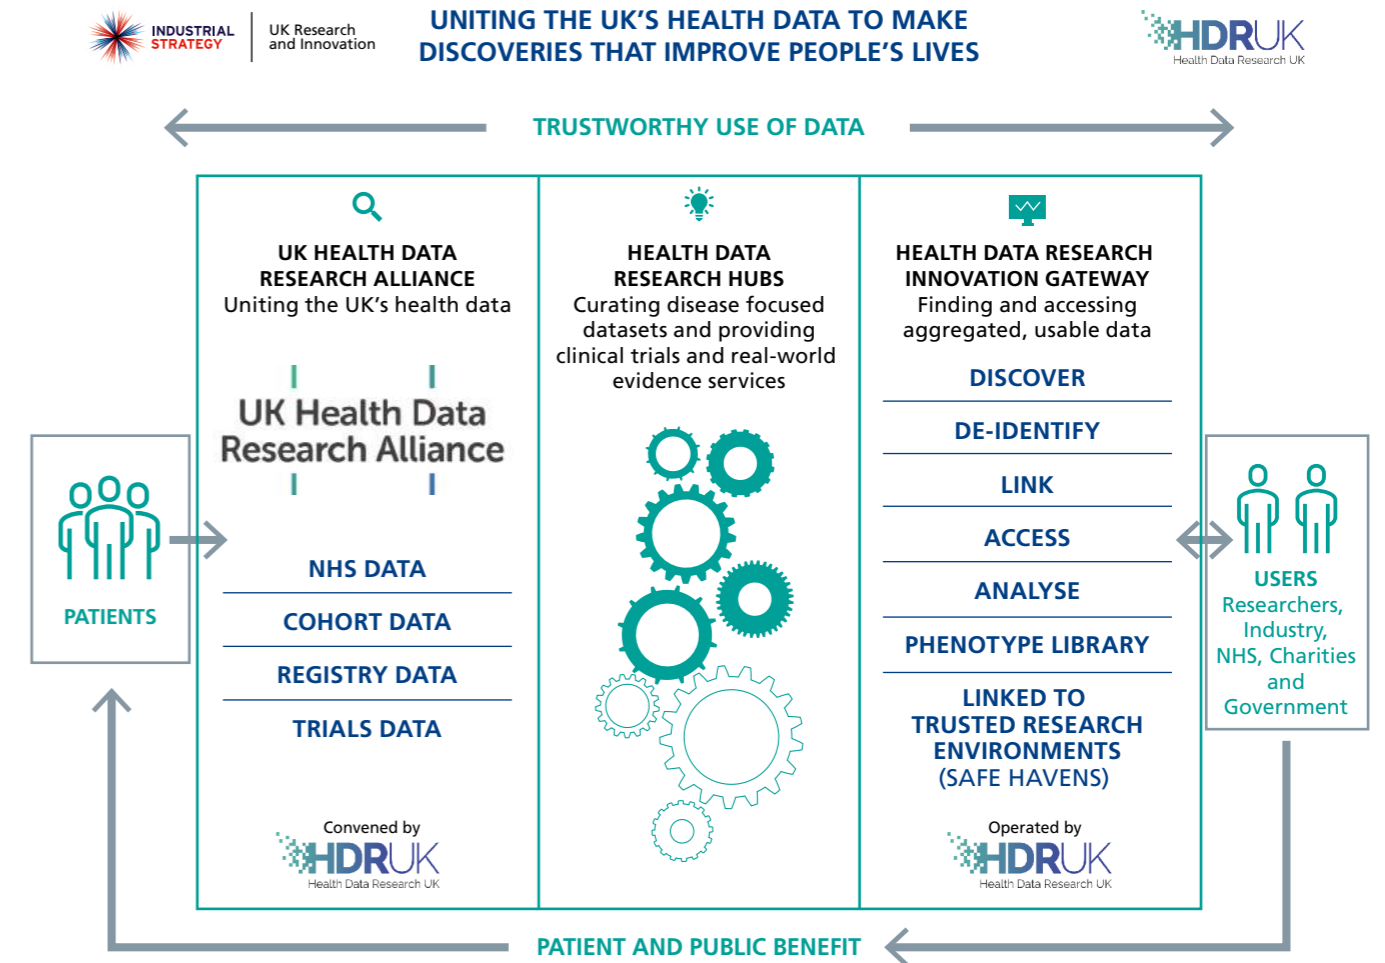 INDUSTRIAL
STRATEGY
UK Research
and Innovation
UNITING THE UK'S HEALTH DATA TO MAKE
DISCOVERIES THAT IMPROVE PEOPLE'S LIVES
HDRUK
Health Data Research UK
TRUSTWORTHY USE OF DATA
PATIENTS
UK HEALTH DATA
RESEARCH ALLIANCE
Uniting the UK's health data
UK Health Data
Research Alliance
NHS DATA
COHORT DATA
REGISTRY DATA
TRIALS DATA
Convened by
HDRUK
Health Data Research UK
HEALTH DATA
RESEARCH HUBS
Curating disease focused
datasets and providing
clinical trials and real-world
evidence services
HEALTH DATA RESEARCH
INNOVATION GATEWAY
Finding and accessing
aggregated, usable data
DISCOVER
DE-IDENTIFY
LINK
ACCESS
ANALYSE
PHENOTYPE LIBRARY
LINKED TO
TRUSTED RESEARCH
ENVIRONMENTS
(SAFE HAVENS)
Operated by
HDRUK
Health Data Research UK
USERS
Researchers,
Industry,
NHS, Charities
and
Government
PATIENT AND PUBLIC BENEFIT